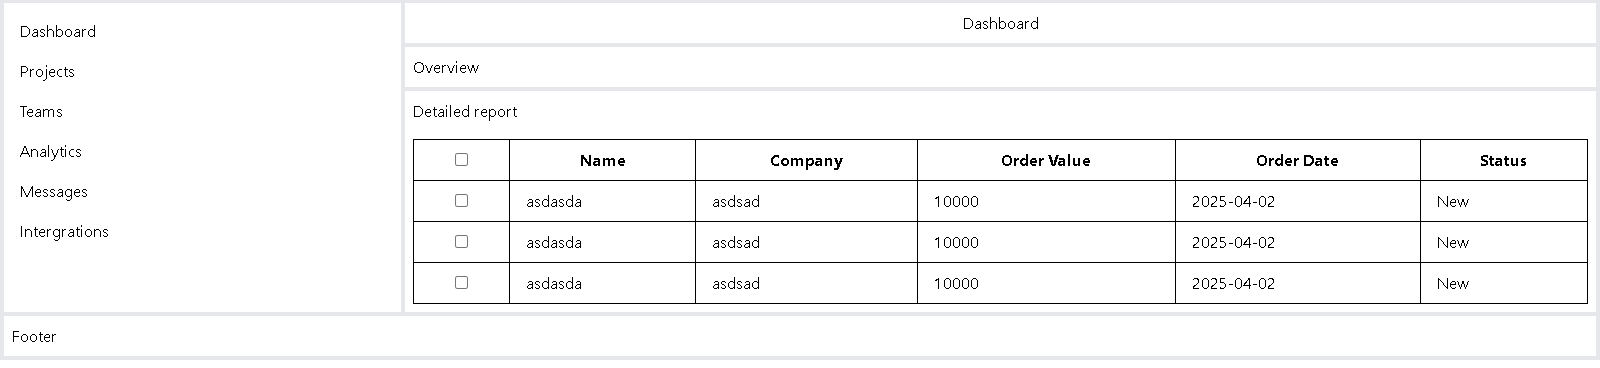 Dashboard
Projects
Teams
Analytics
Messages
Intergrations
Dashboard
Overview
Detailed report
Name Company Order Value Order Date Status
asdasda asdsad 10000 2025-04-02 New
asdasda asdsad 10000 2025-04-02 New
asdasda asdsad 10000 2025-04-02 New
Footer